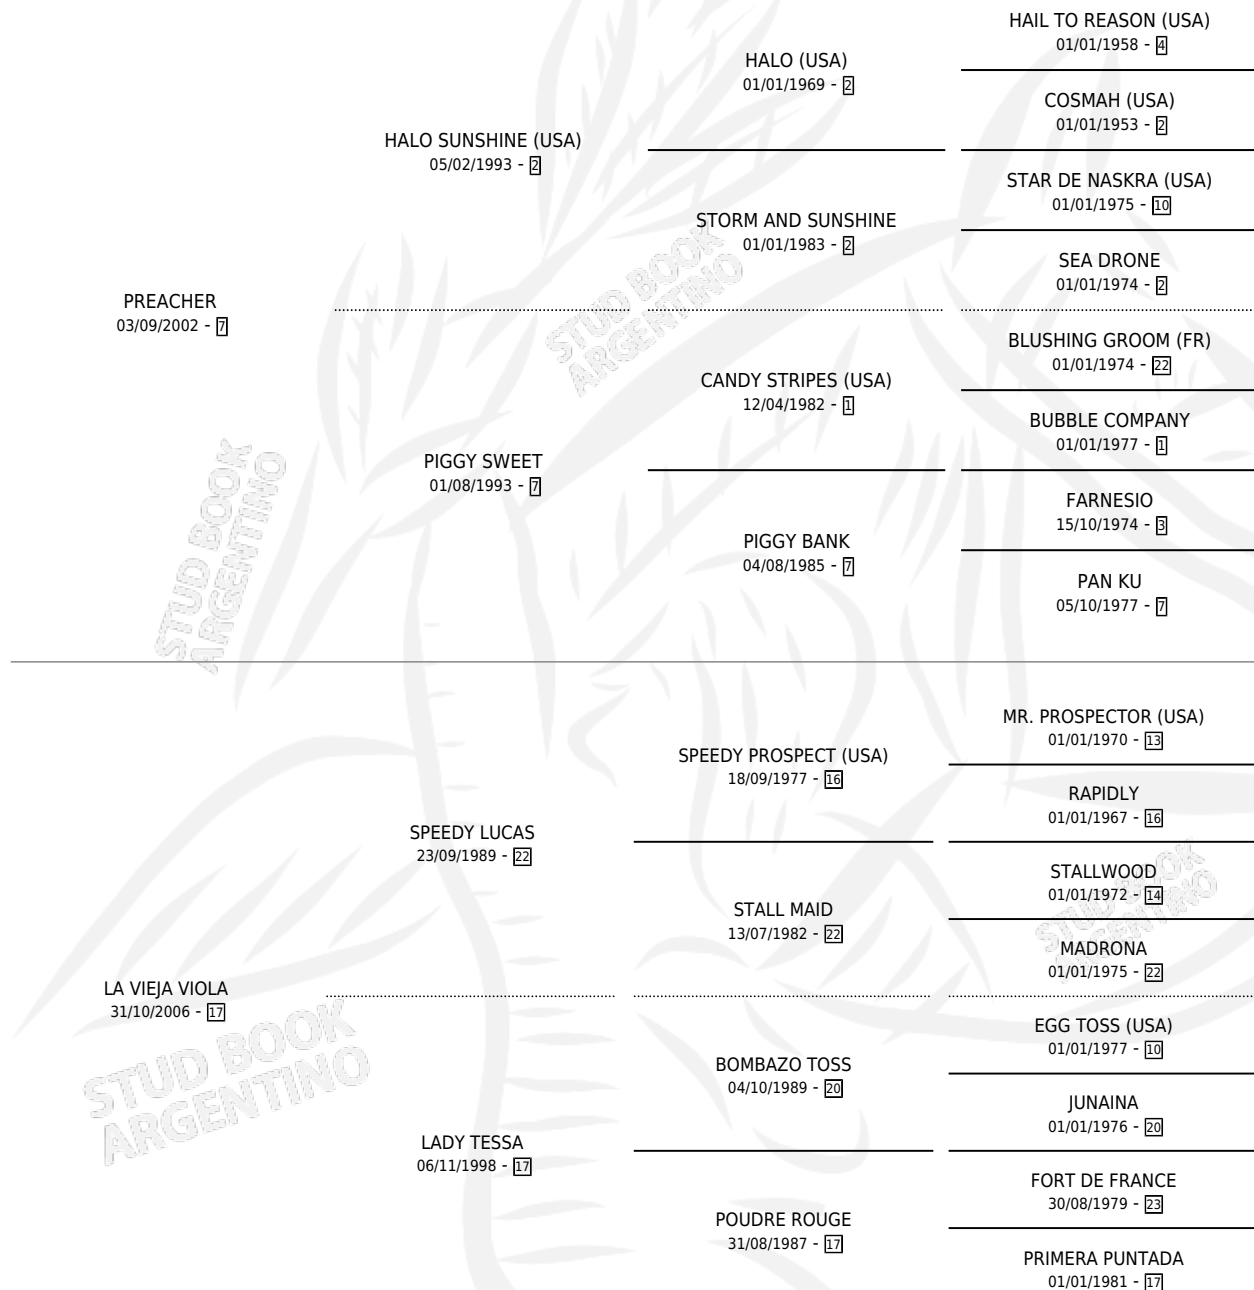 HAIL TO REASON (USA)
01/01/1958 - 4
HALO (USA)
01/01/1969 - 2
COSMAH (USA)
01/01/1953 - 2
HALO SUNSHINE (USA)
05/02/1993 - 2
STAR DE NASKRA (USA)
01/01/1975 - 10
STORM AND SUNSHINE
01/01/1983 - 2
SEA DRONE
01/01/1974 - 2
PREACHER
03/09/2002 - 7
BLUSHING GROOM (FR)
01/01/1974 - 22
CANDY STRIPES (USA)
12/04/1982 - 1
BUBBLE COMPANY
01/01/1977 - 1
PIGGY SWEET
01/08/1993 - 7
FARNESIO
15/10/1974 - 3
PIGGY BANK
04/08/1985 - 7
PAN KU
05/10/1977 - 7
MR. PROSPECTOR (USA)
01/01/1970 - 13
SPEEDY PROSPECT (USA)
18/09/1977 - 16
RAPIDLY
01/01/1967 - 16
SPEEDY LUCAS
23/09/1989 - 22
STALLWOOD
01/01/1972 - 14
STALL MAID
13/07/1982 - 22
MADRONA
01/01/1975 - 22
LA VIEJA VIOLA
31/10/2006 - 17
EGG TOSS (USA)
01/01/1977 - 10
BOMBAZO TOSS
04/10/1989 - 20
JUNAINA
01/01/1976 - 20
LADY TESSA
06/11/1998 - 17
FORT DE FRANCE
30/08/1979 - 23
POUDRE ROUGE
31/08/1987 - 17
PRIMERA PUNTADA
01/01/1981 - 17
STUD BOOK
ARGENTINO
STUD BOOK
ARGENTINO
STUD BOOK
ARGENTINO
STUD BOOK
ARGENTINO